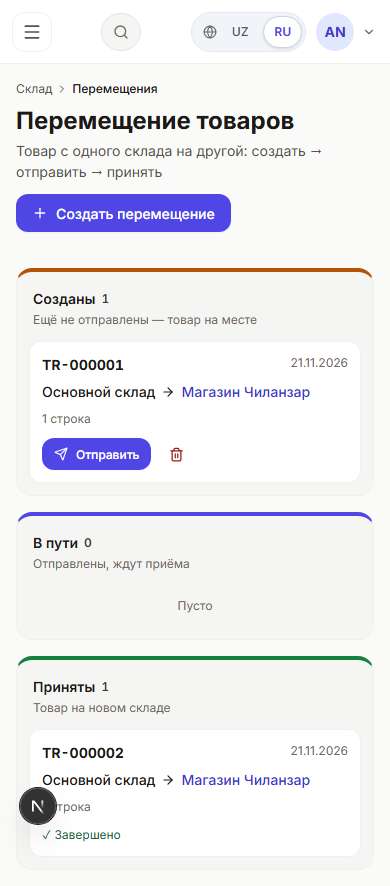 UZ RU AN
Склад > Перемещения
Перемещение товаров
Товар с одного склада на другой: создать →
отправить → принять
+ Создать перемещение
Созданы 1
Ещё не отправлены — товар на месте
TR-000001 21.11.2026
Основной склад → Магазин Чиланзар
1 строка
Отправить
В пути 0
Отправлены, ждут приёма
Пусто
Приняты 1
Товар на новом складе
TR-000002 21.11.2026
Основной склад → Магазин Чиланзар
N
✓ Завершено